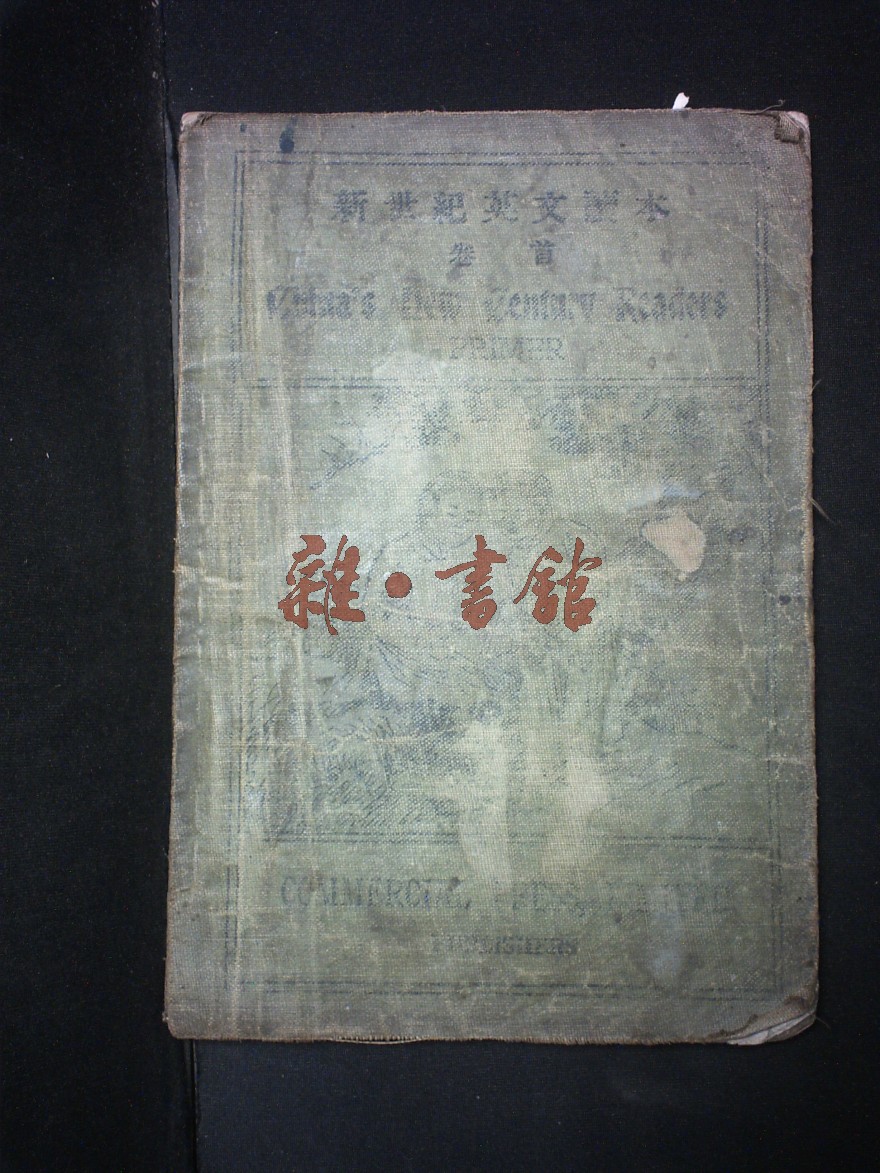 新世紀英文讀本
卷首
China's New Century Readers
PRIMER
雜·書館
COMMERCIAL PRESS, LIMITED
PUBLISHERS